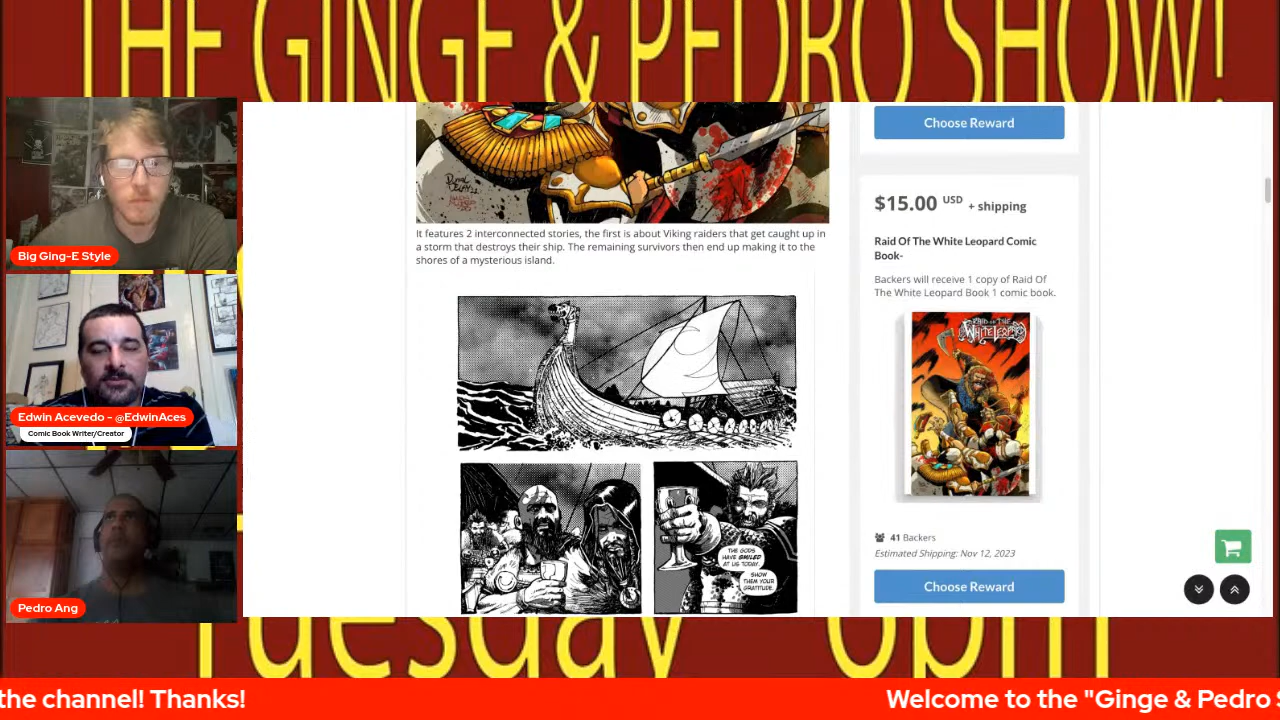 THE GINGE & PEDRO SHOW!
Big Ging-E Style
Edwin Acevedo - @EdwinAces
Comic Book Writer/Creator
Pedro Ang
It features 2 interconnected stories, the first is about Viking raiders that get caught up in
a storm that destroys their ship. The remaining survivors then end up making it to the
shores of a mysterious island.
THE GODS
HAVE SMILED
AT US TODAY.
SHOW
THEM YOUR
GRATITUDE.
Choose Reward
$15.00 USD + shipping
Raid Of The White Leopard Comic
Book-
Backers will receive 1 copy of Raid Of
The White Leopard Book 1 comic book.
RAID OF THE
WHITE LEOPARD
41 Backers
Estimated Shipping: Nov 12, 2023
Choose Reward
Tuesday 8pm
the channel! Thanks!
Welcome to the "Ginge & Pedro S